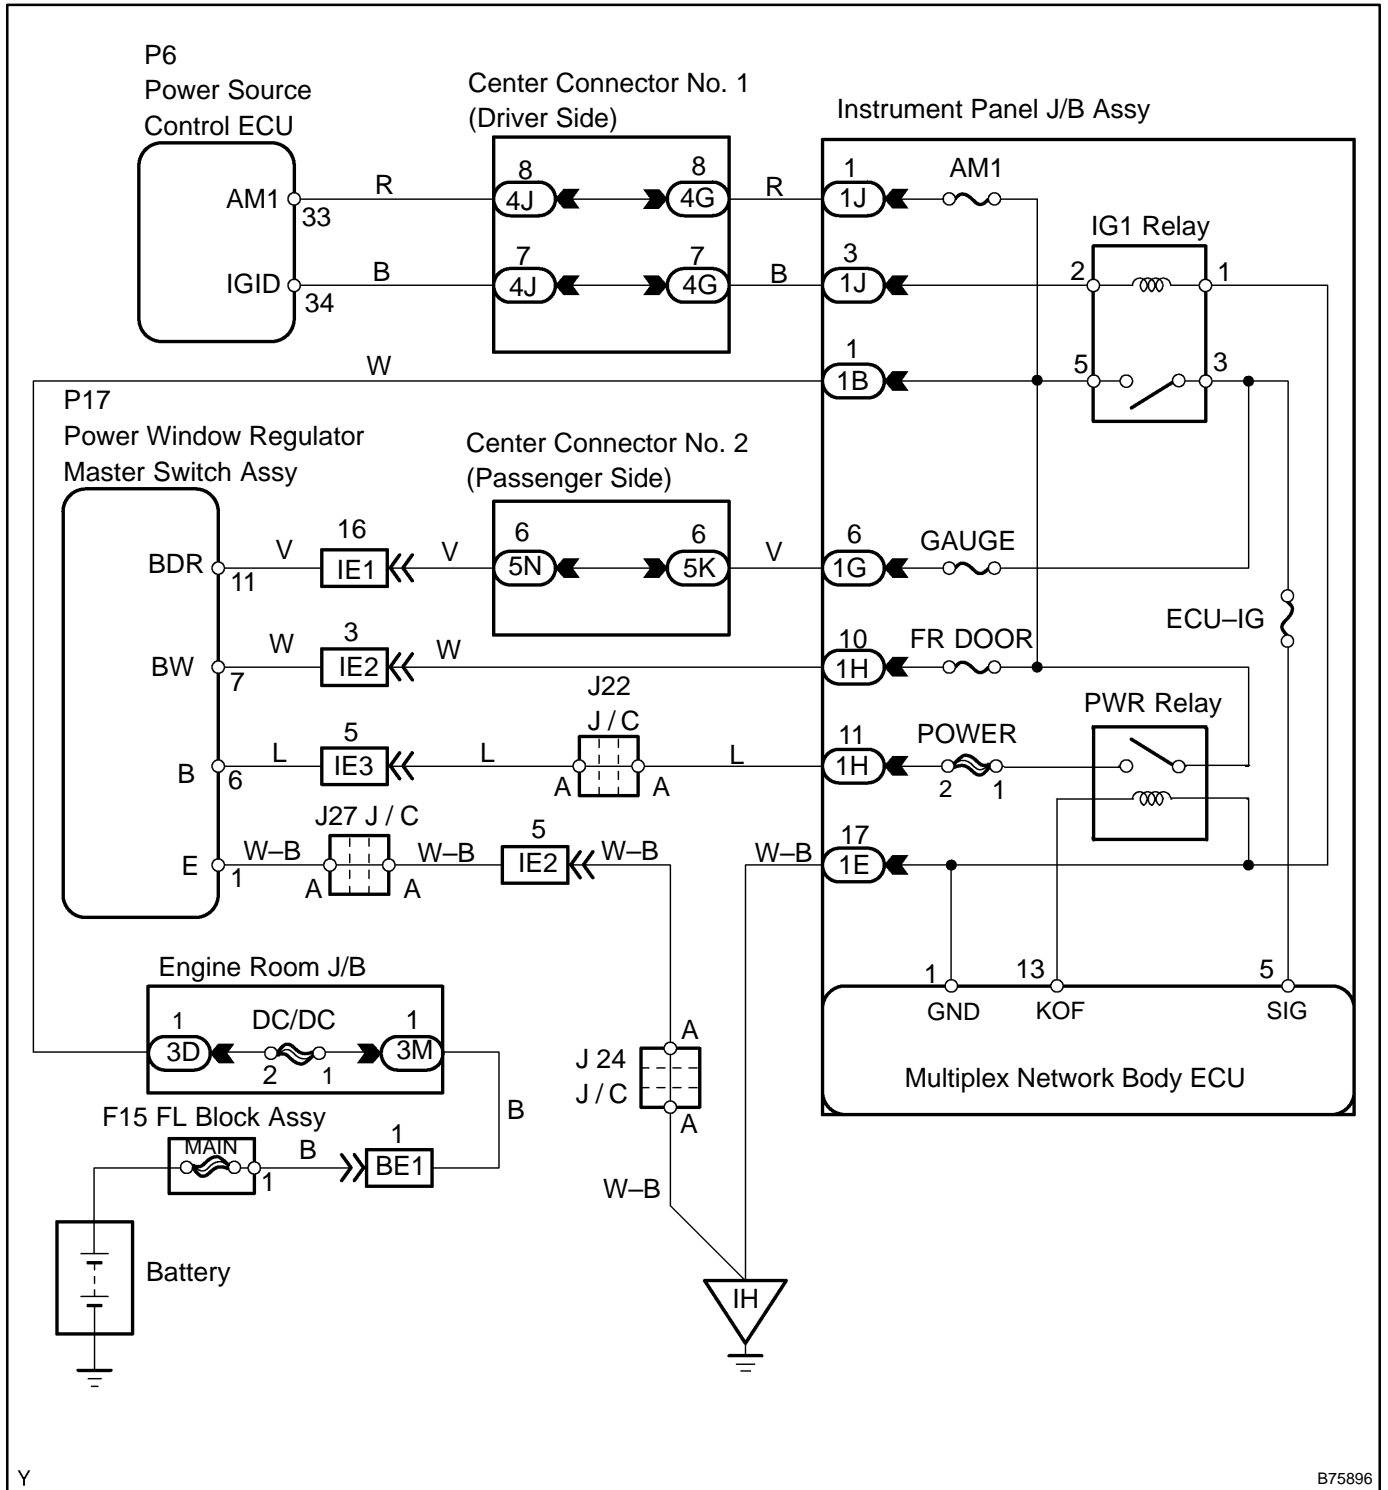 P6
Power Source
Control ECU
Center Connector No. 1
(Driver Side)
Instrument Panel J/B Assy
AM1
33
R
8
4J
8
4G
R
1
1J
AM1
IG1 Relay
IGID
34
B
7
4J
7
4G
B
3
1J
2
1
W
1
1B
5
3
P17
Power Window Regulator
Master Switch Assy
Center Connector No. 2
(Passenger Side)
BDR
11
V
16
IE1
V
6
5N
6
5K
V
6
1G
GAUGE
ECU–IG
BW
7
W
3
IE2
W
10
1H
FR DOOR
J22
J / C
PWR Relay
B
6
L
5
IE3
L
A
A
L
11
1H
POWER
2
1
J27 J / C
E
1
W–B
A
A
W–B
5
IE2
W–B
W–B
17
1E
Engine Room J/B
1
3D
DC/DC
2
1
1
3M
1
GND
13
KOF
5
SIG
Multiplex Network Body ECU
J 24
J / C
A
A
B
F15 FL Block Assy
MAIN
1
B
1
BE1
W–B
Battery
IH
Y
B75896